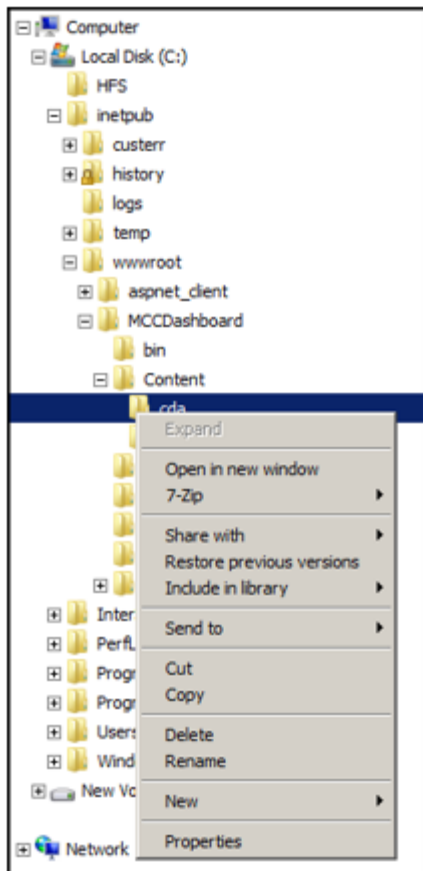 Computer
Local Disk (C:)
HFS
inetpub
custerr
history
logs
temp
wwwroot
aspnet_client
MCCDashboard
bin
Content
cda
Expand
Open in new window
7-Zip
Share with
Restore previous versions
Include in library
Send to
Inter
PerfL
Cut
Progr
Copy
Progr
Users
Delete
Wind
Rename
New Vo
New
Network
Properties